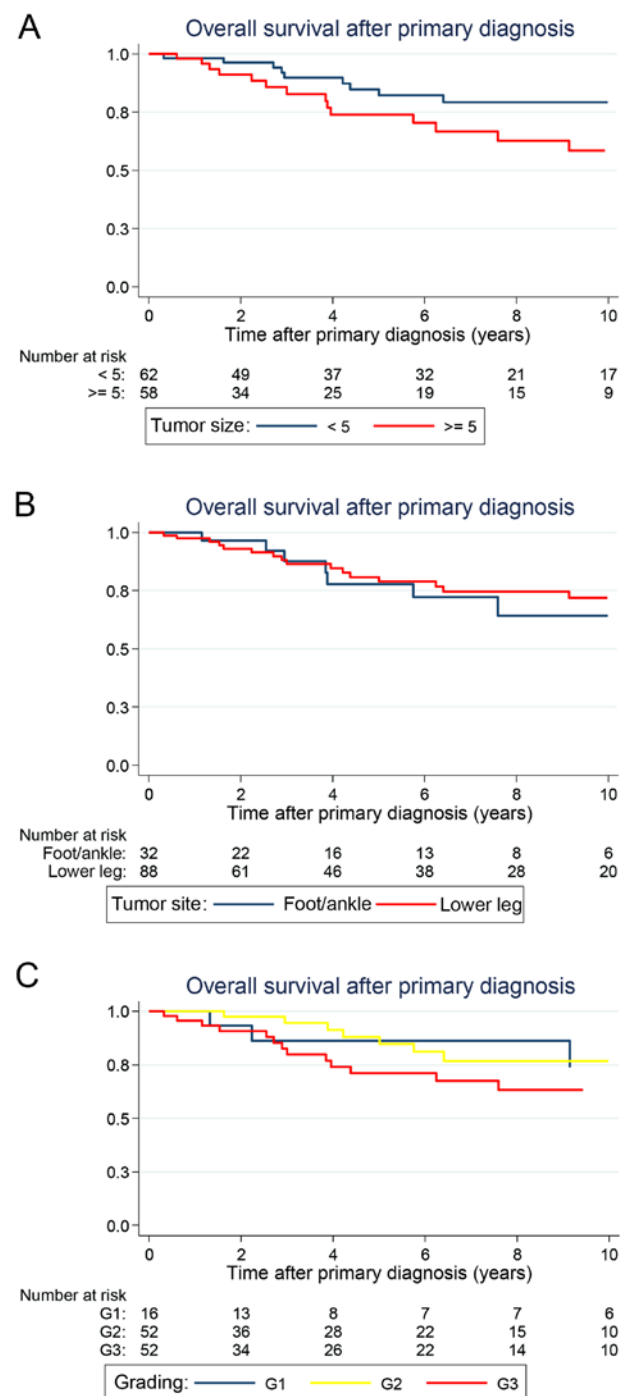 A
Overall survival after primary diagnosis
1.0
0.8
0.5
0.3
0.0
0 2 4 6 8 10
Time after primary diagnosis (years)
Number at risk
< 5: 62 49 37 32 21 17
>= 5: 58 34 25 19 15 9
Tumor size: < 5 >= 5
B
Overall survival after primary diagnosis
1.0
0.8
0.5
0.3
0.0
0 2 4 6 8 10
Time after primary diagnosis (years)
Number at risk
Foot/ankle: 32 22 16 13 8 6
Lower leg: 88 61 46 38 28 20
Tumor site: Foot/ankle Lower leg
C
Overall survival after primary diagnosis
1.0
0.8
0.5
0.3
0.0
0 2 4 6 8 10
Time after primary diagnosis (years)
Number at risk
G1: 16 13 8 7 7 6
G2: 52 36 28 22 15 10
G3: 52 34 26 22 14 10
Grading: G1 G2 G3